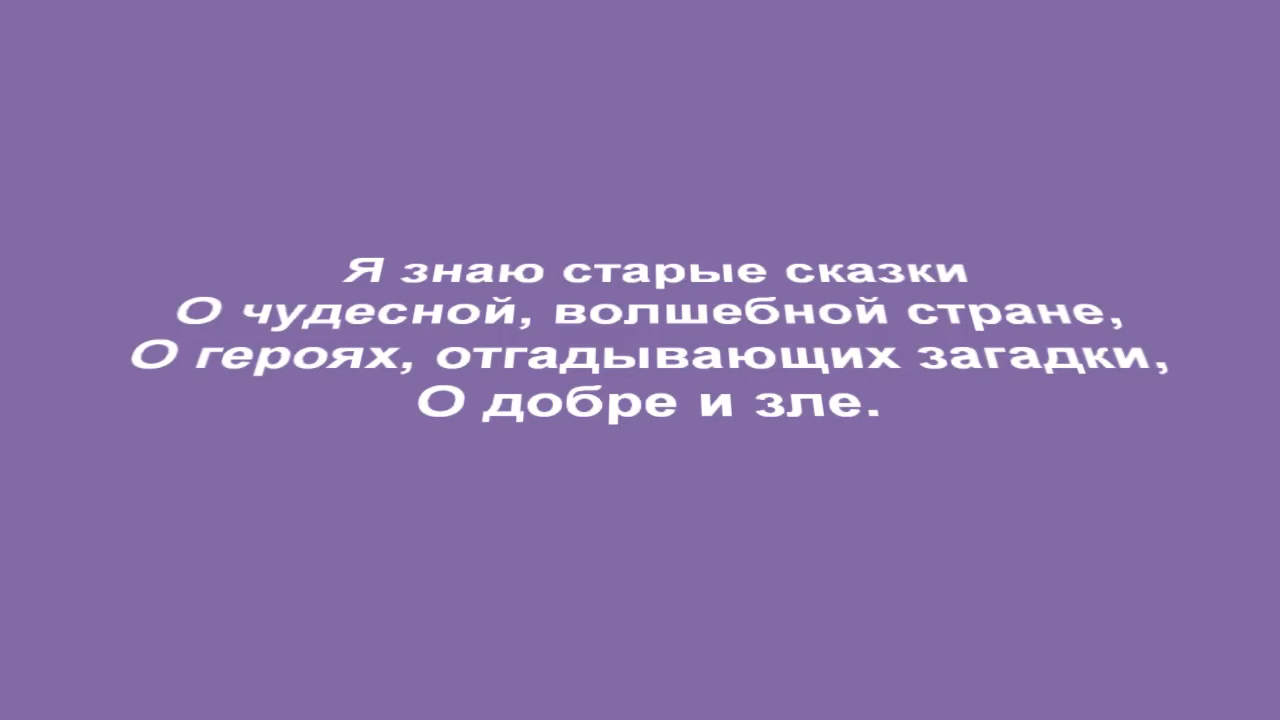 Я знаю старые сказки
О чудесной, волшебной стране,
О героях, отгадывающих загадки,
О добре и зле.